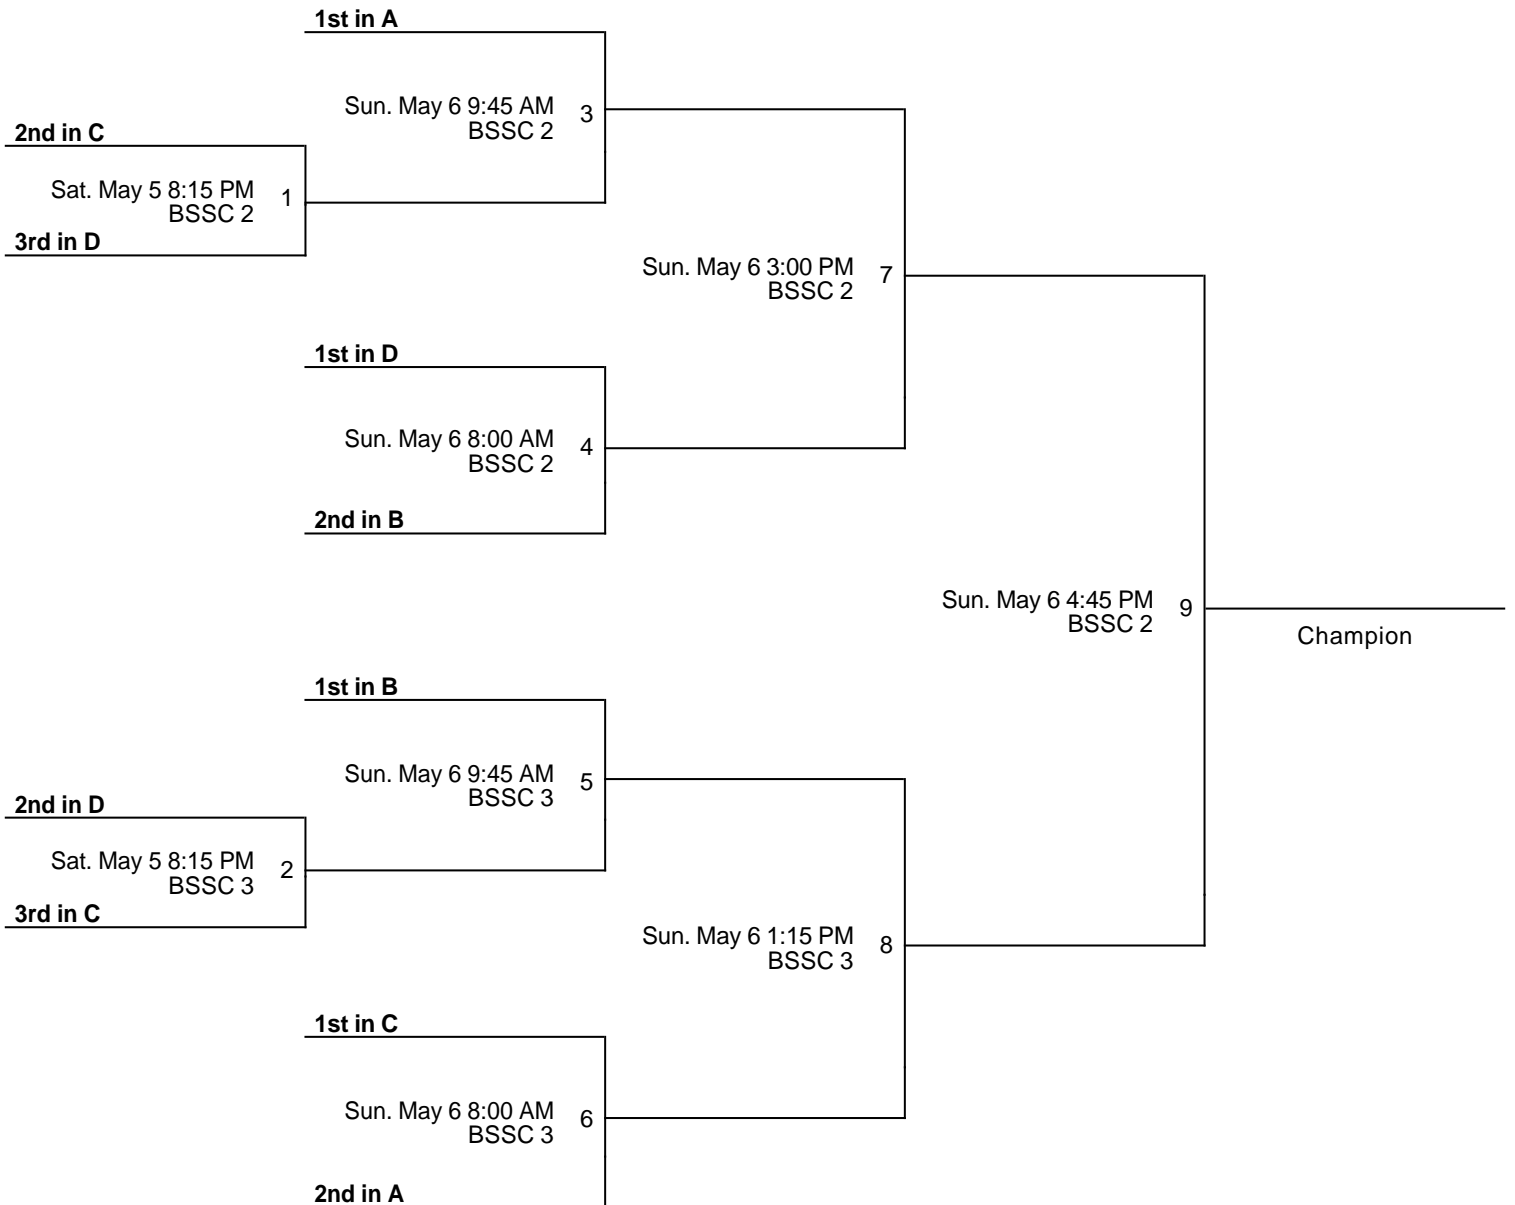 1st in A
Sun. May 6 9:45 AM
BSSC 2
3
2nd in C
Sat. May 5 8:15 PM
BSSC 2
1
3rd in D
Sun. May 6 3:00 PM
BSSC 2
7
1st in D
Sun. May 6 8:00 AM
BSSC 2
4
2nd in B
Sun. May 6 4:45 PM
BSSC 2
9
Champion
1st in B
Sun. May 6 9:45 AM
BSSC 3
5
2nd in D
Sat. May 5 8:15 PM
BSSC 3
2
3rd in C
Sun. May 6 1:15 PM
BSSC 3
8
1st in C
Sun. May 6 8:00 AM
BSSC 3
6
2nd in A